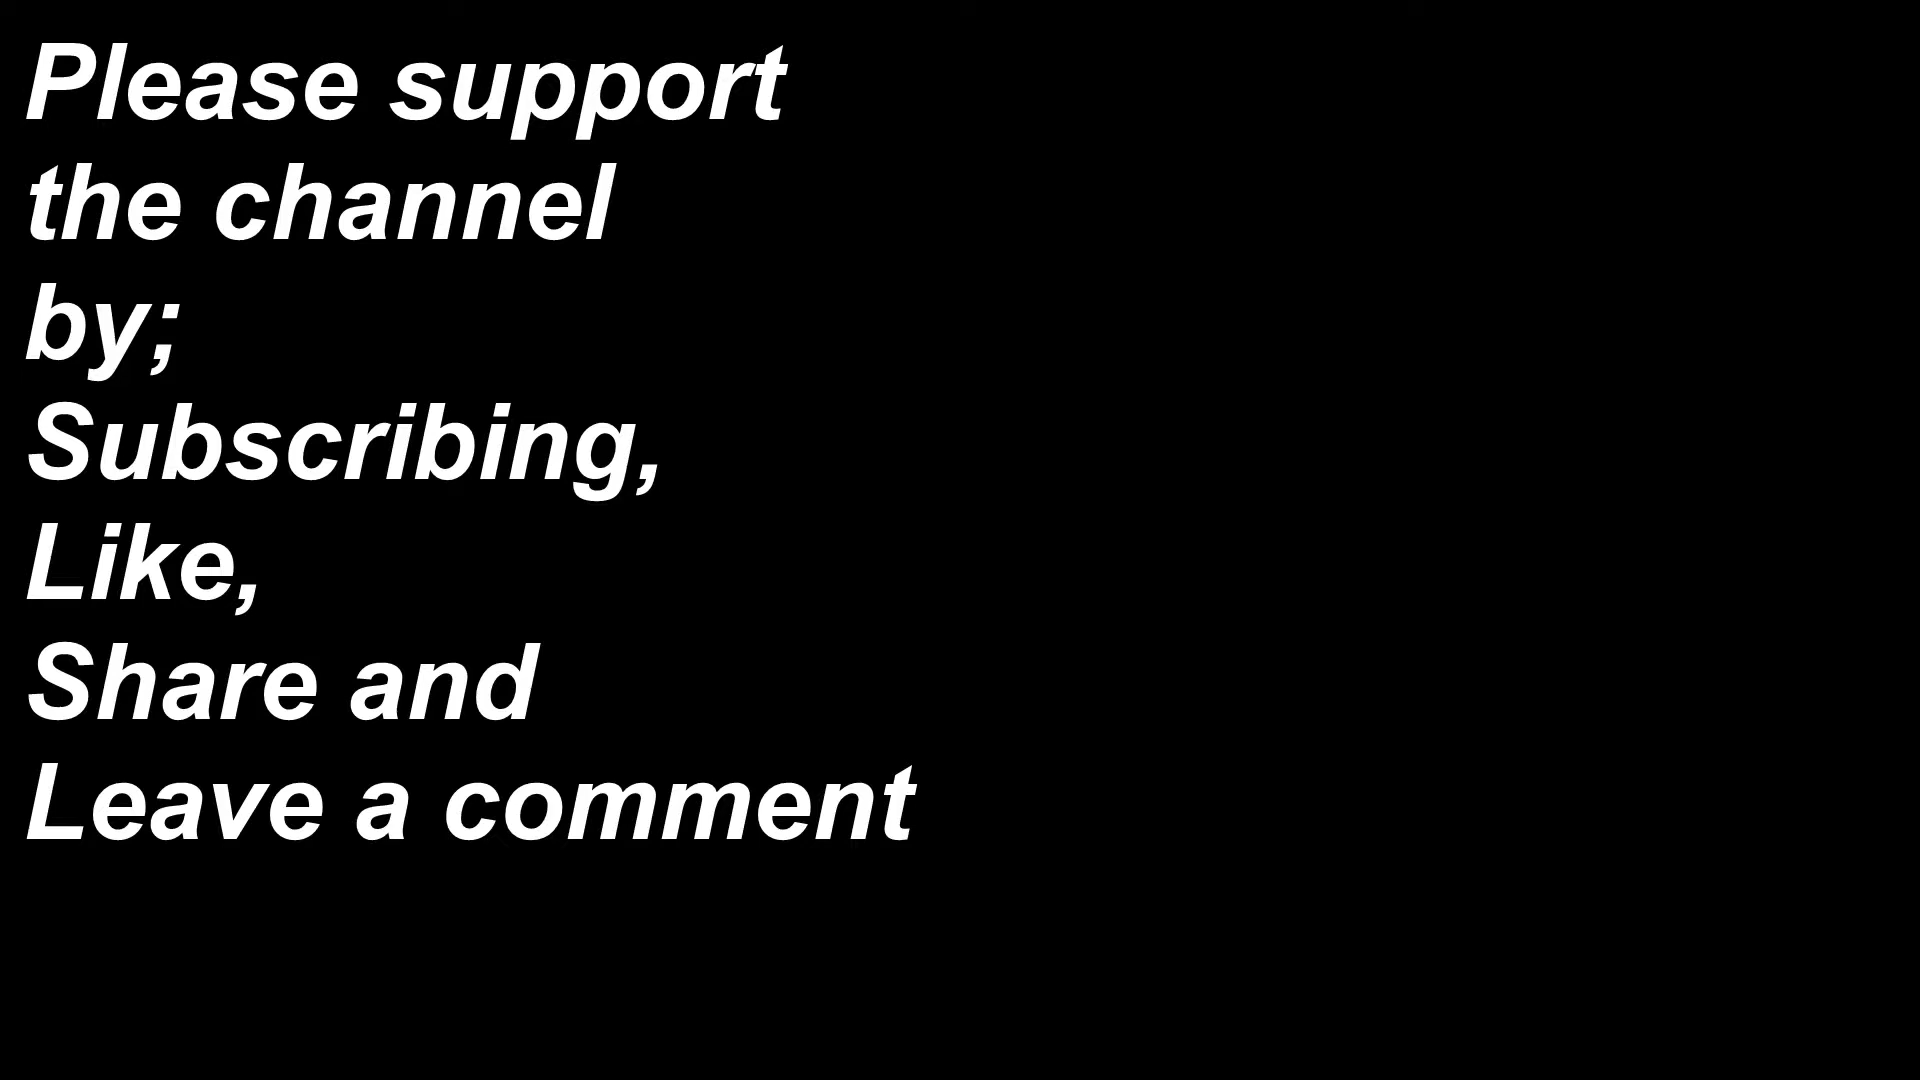 Please support
the channel
by;
Subscribing,
Like,
Share and
Leave a comment